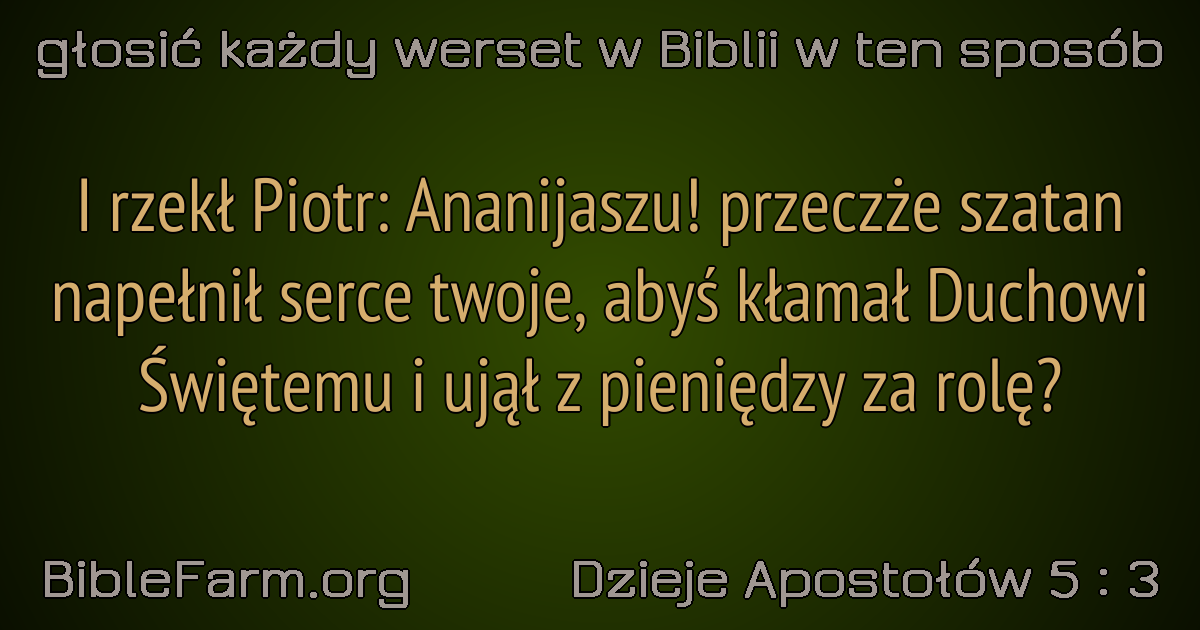 głosić każdy werset w Biblii w ten sposób
I rzekł Piotr: Ananijaszu! przeczże szatan
napełnił serce twoje, abyś kłamał Duchowi
Świętemu i ujął z pieniędzy za rolę?
BibleFarm.org
Dzieje Apostołów 5 : 3